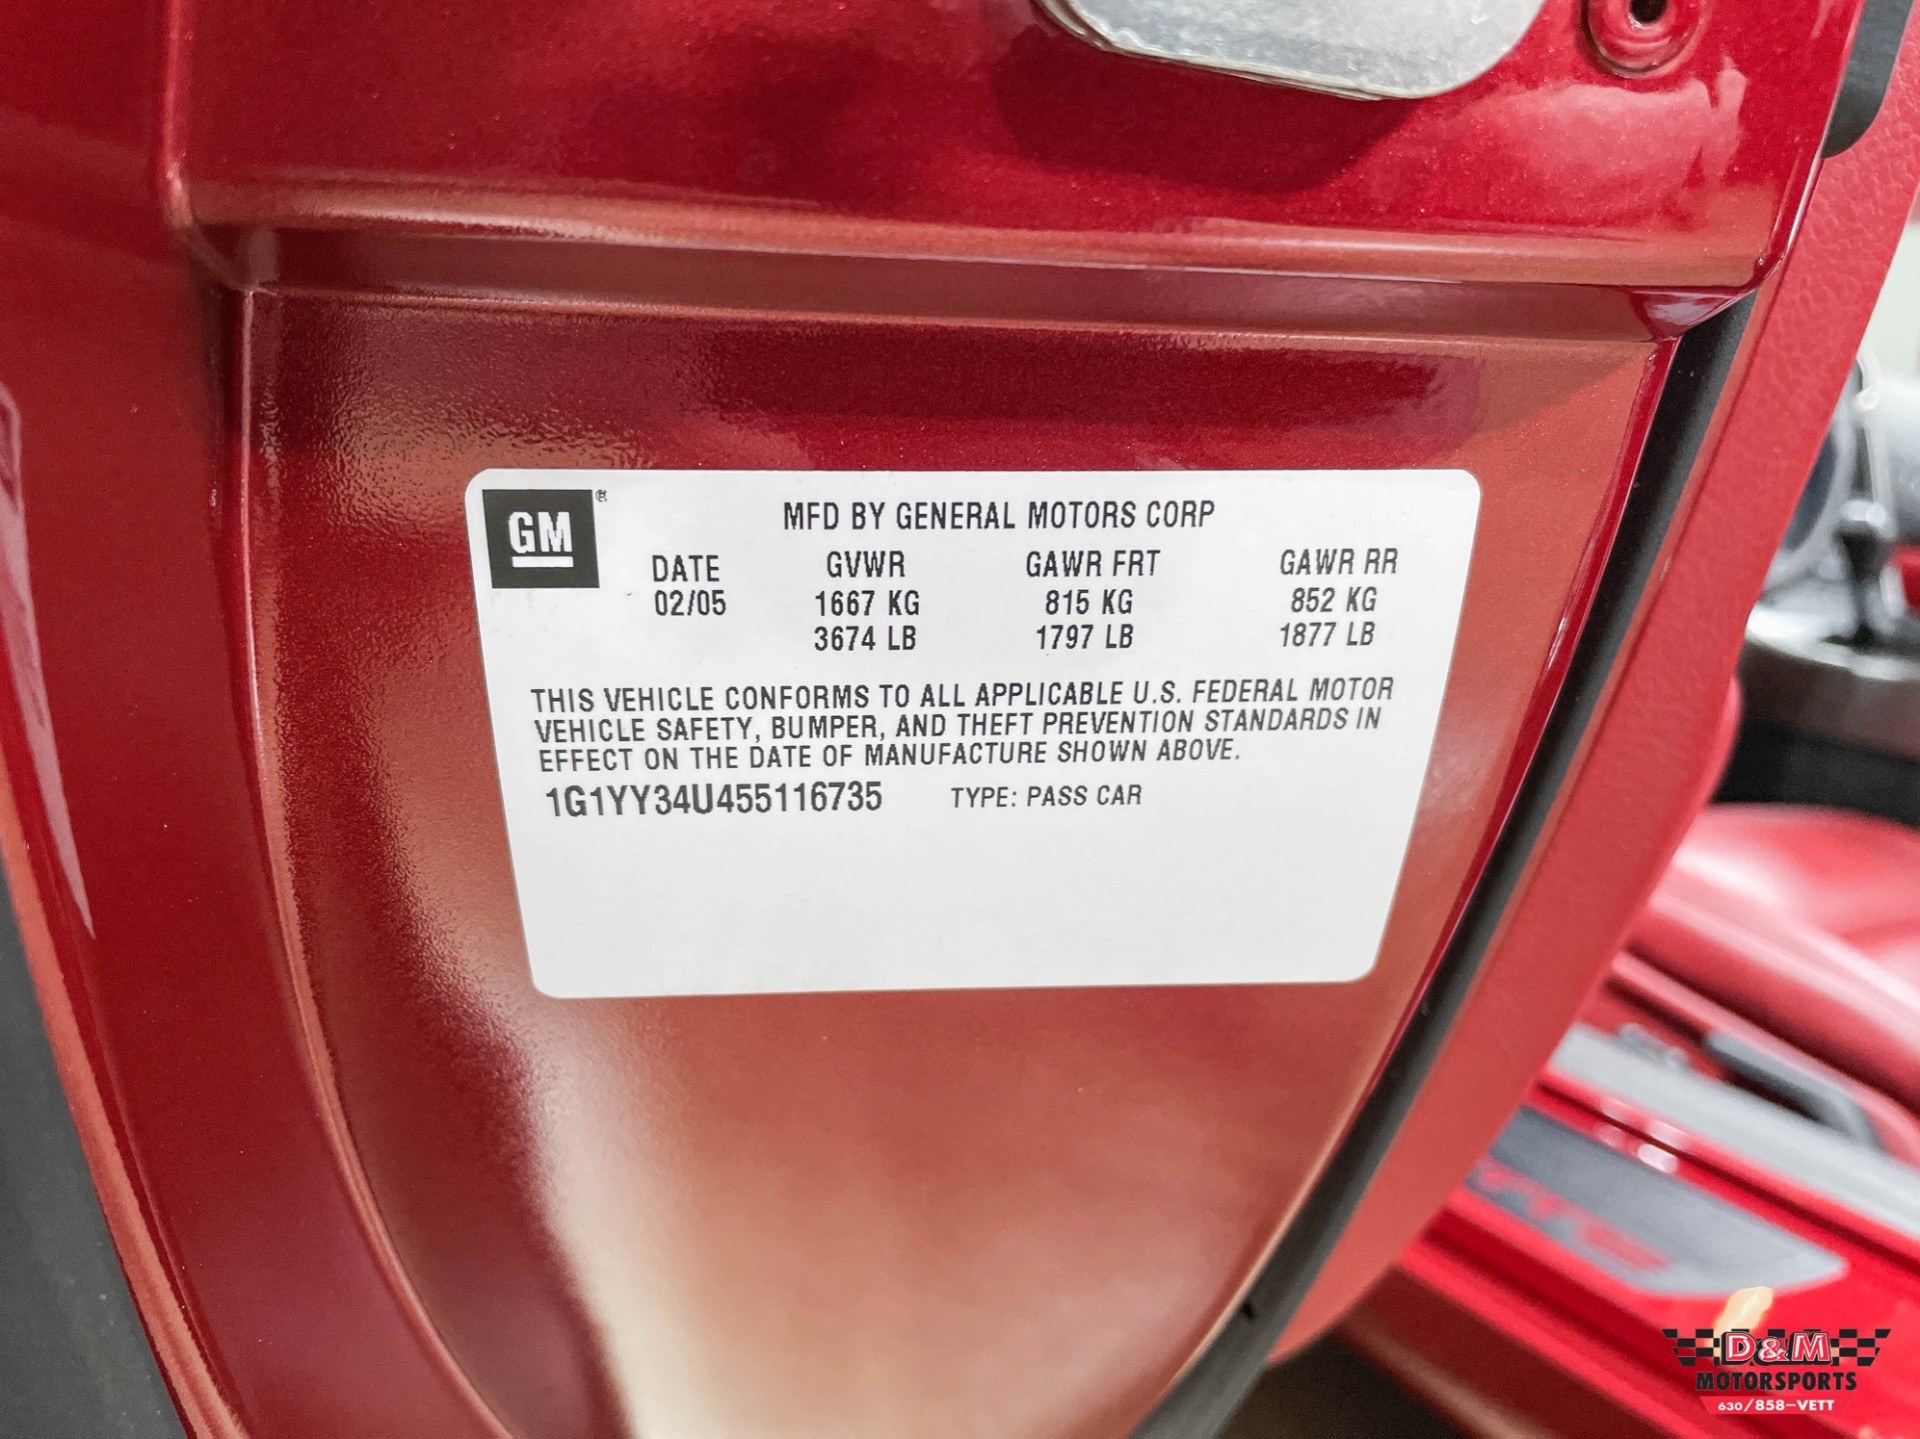 GM®
MFD BY GENERAL MOTORS CORP
DATE GVWR GAWR FRT GAWR RR
02/05 1667 KG 815 KG 852 KG
3674 LB 1797 LB 1877 LB
THIS VEHICLE CONFORMS TO ALL APPLICABLE U.S. FEDERAL MOTOR
VEHICLE SAFETY, BUMPER, AND THEFT PREVENTION STANDARDS IN
EFFECT ON THE DATE OF MANUFACTURE SHOWN ABOVE.
1G1YY34U455116735 TYPE: PASS CAR
D&M
MOTORSPORTS
630/858-VETT